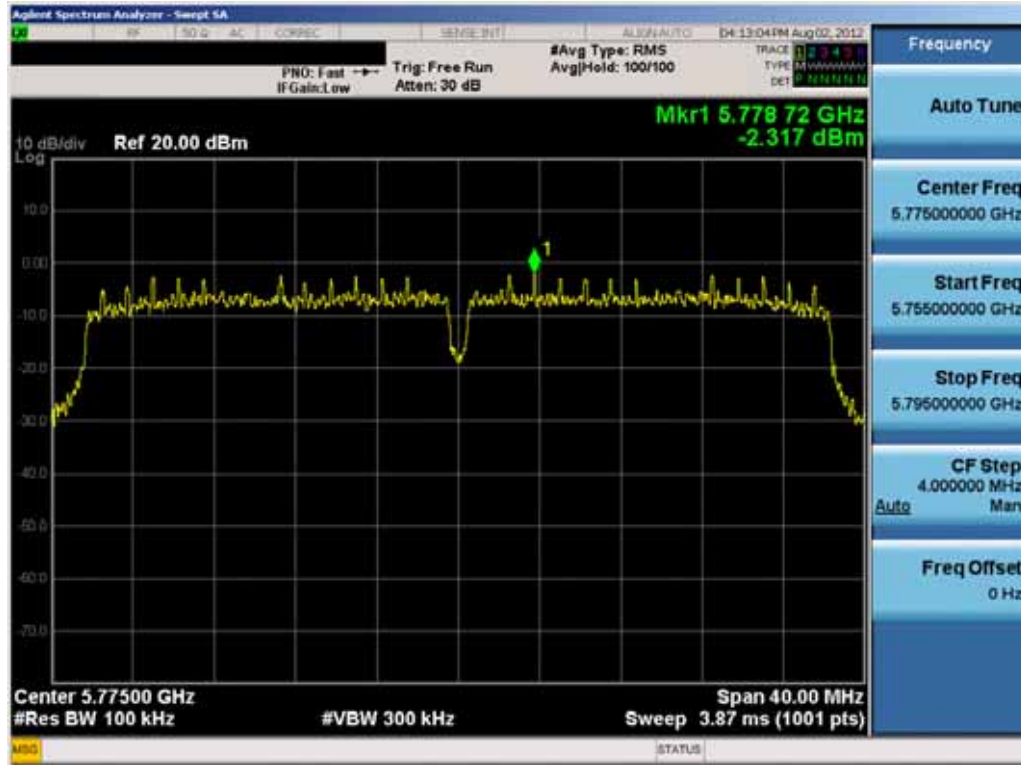 Agilent Spectrum Analyzer - Swept SA
RF 50 Ω AC CORREC SENSE:INT ALIGN AUTO 04:13:04 PM Aug 02, 2012
PNO: Fast
IFGain:Low
Trig: Free Run
Atten: 30 dB
#Avg Type: RMS
Avg|Hold: 100/100
TRACE 1 2 3 4 5 6
TYPE M W W W W W
DET P N N N N N
Mkr1 5.778 72 GHz
-2.317 dBm
10 dB/div Ref 20.00 dBm
Log
10.0
0.00
-10.0
-20.0
-30.0
-40.0
-50.0
-60.0
-70.0
1
Center 5.77500 GHz Span 40.00 MHz
#Res BW 100 kHz #VBW 300 kHz Sweep 3.87 ms (1001 pts)
MSG STATUS
Frequency
Auto Tune
Center Freq
5.775000000 GHz
Start Freq
5.755000000 GHz
Stop Freq
5.795000000 GHz
CF Step
4.000000 MHz
Auto Man
Freq Offset
0 Hz